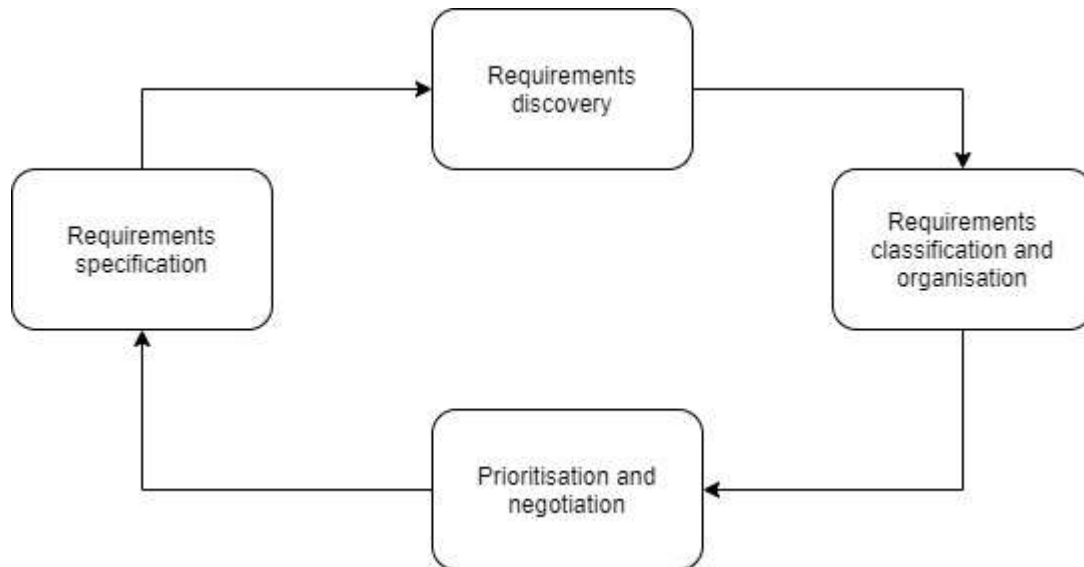 Requirements
discovery
Requirements
specification
Requirements
classification and
organisation
Prioritisation and
negotiation